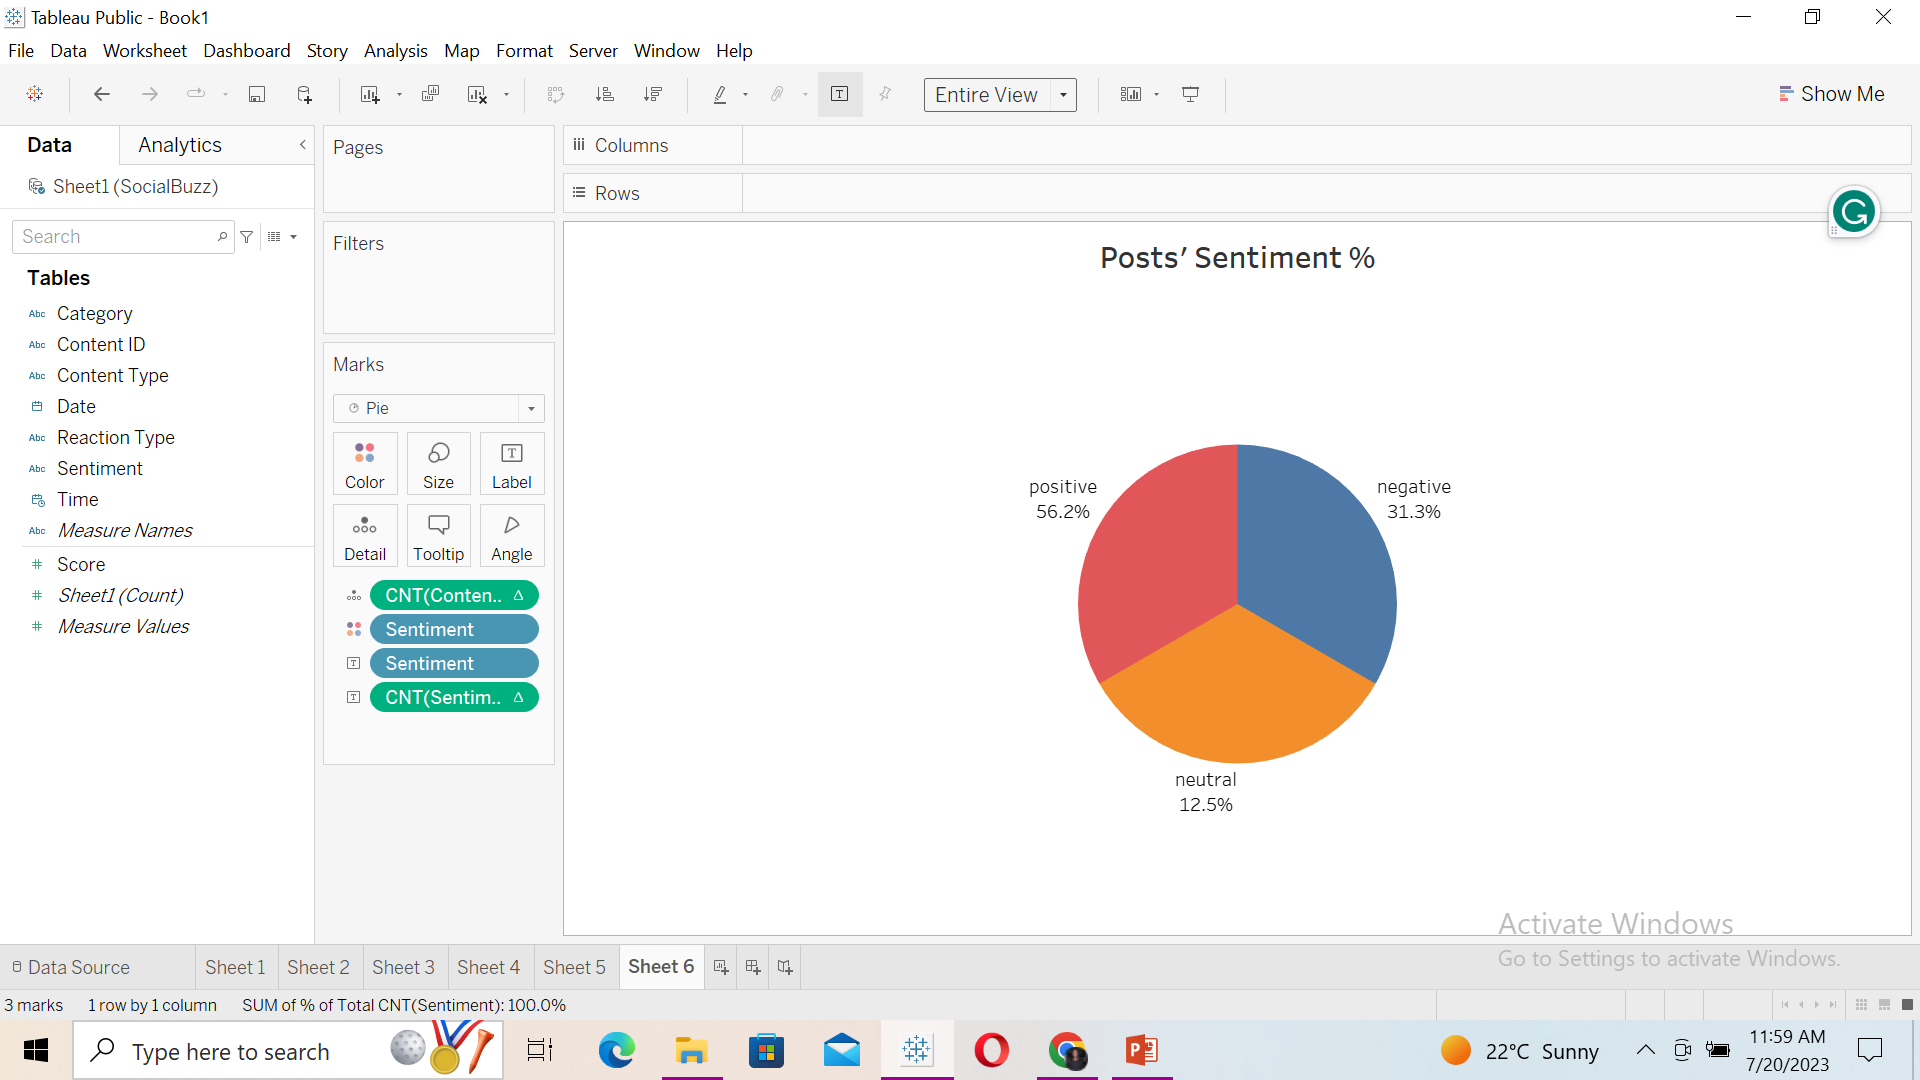 Tableau Public - Book1
File Data Worksheet Dashboard Story Analysis Map Format Server Window Help
Entire View
Show Me
Data Analytics
Sheet1 (SocialBuzz)
Search
Tables
Abc Category
Abc Content ID
Abc Content Type
Date
Abc Reaction Type
Abc Sentiment
Time
Abc Measure Names
# Score
# Sheet1 (Count)
# Measure Values
Pages
Filters
Marks
Pie
Color Size Label
Detail Tooltip Angle
CNT(Conten.. Δ
Sentiment
Sentiment
CNT(Sentim.. Δ
Columns
Rows
Posts’ Sentiment %
positive
56.2%
negative
31.3%
neutral
12.5%
Activate Windows
Go to Settings to activate Windows.
Data Source Sheet 1 Sheet 2 Sheet 3 Sheet 4 Sheet 5 Sheet 6
3 marks 1 row by 1 column SUM of % of Total CNT(Sentiment): 100.0%
Type here to search
22°C Sunny
11:59 AM
7/20/2023